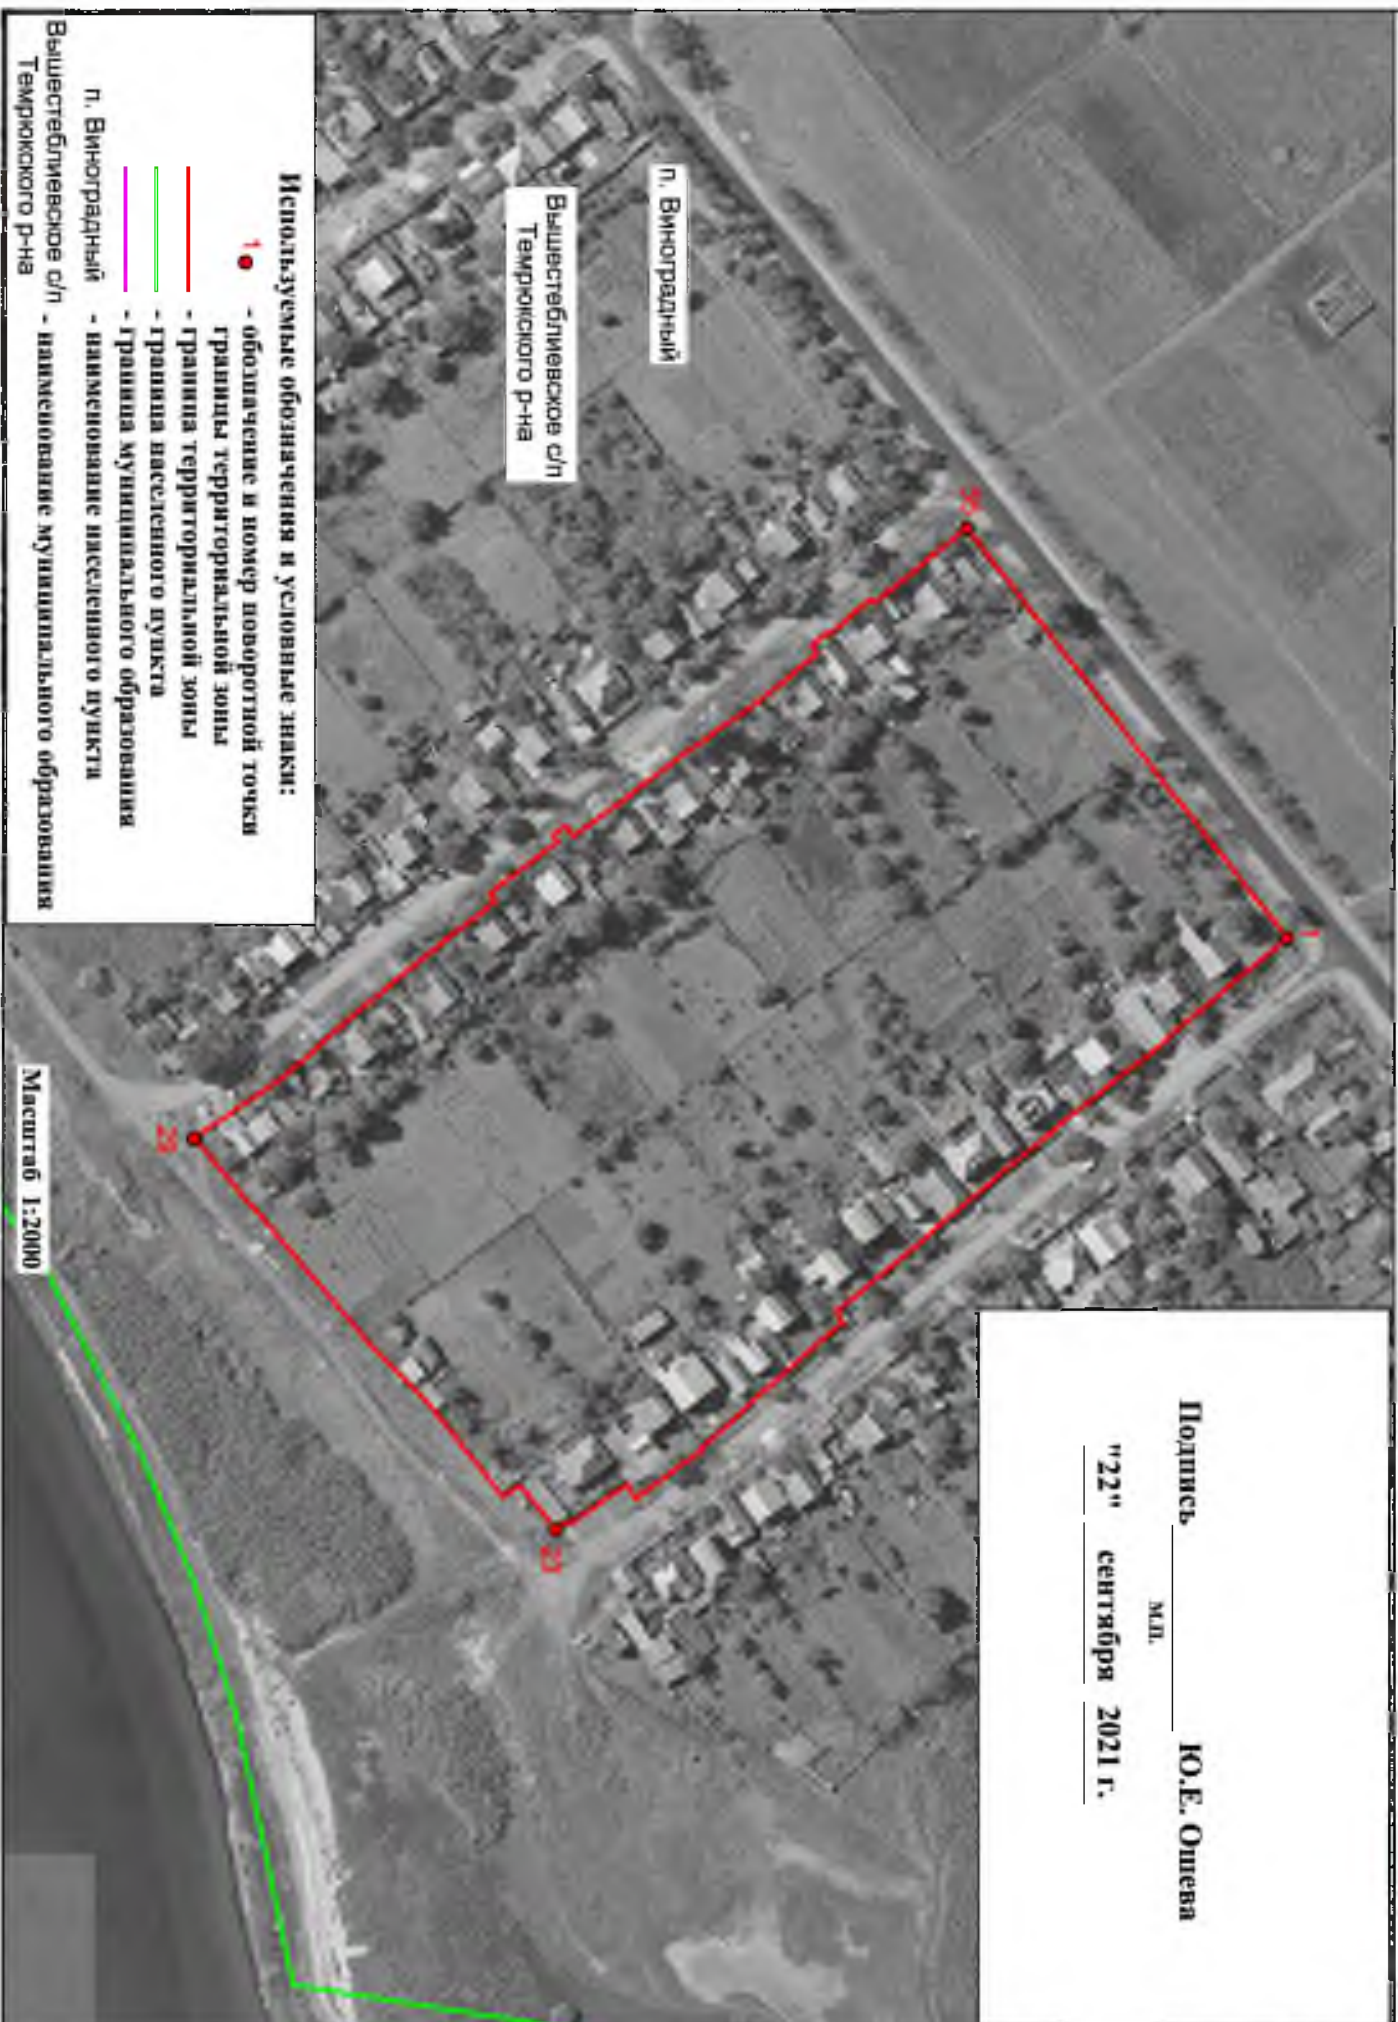 Подпись Ю.Е. Ошева
М.П.
"22" сентября 2021 г.
1
п. Виноградный
Вышестеблиевское с/п
Темрюкского р-на
Используемые обозначения и условные знаки:
1 - обозначение и номер поворотной точки
границы территориальной зоны
- граница территориальной зоны
- граница населенного пункта
- граница муниципального образования
п. Виноградный - наименование населенного пункта
Вышестеблиевское с/п
Темрюкского р-на - наименование муниципального образования
Масштаб 1:2000